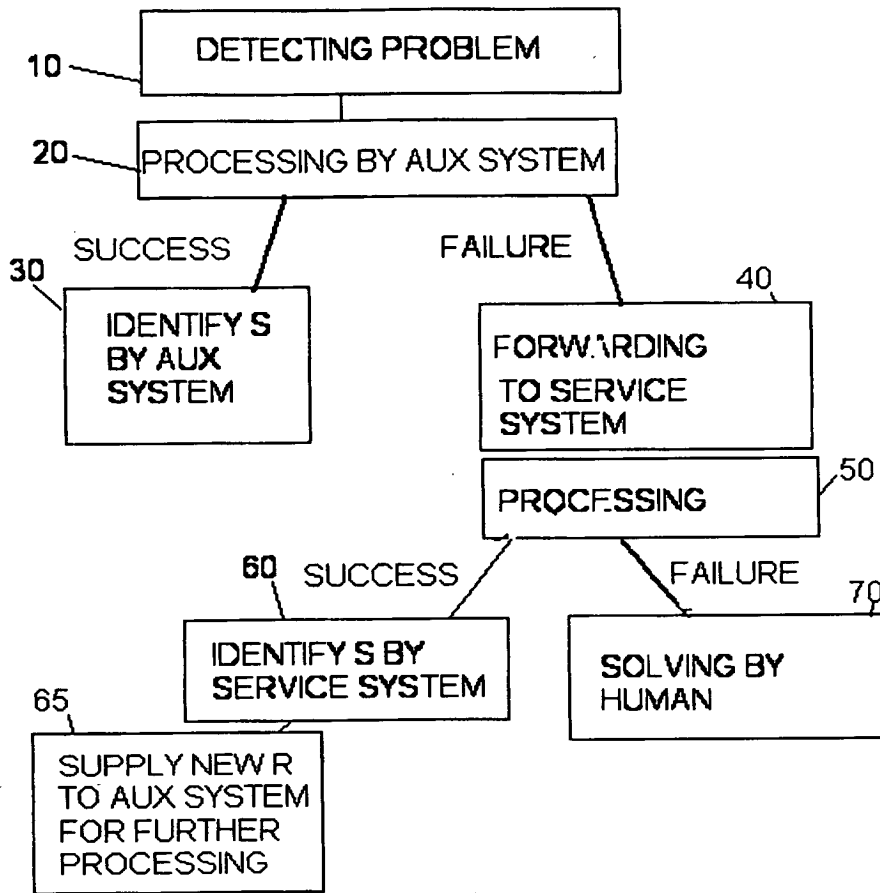 DETECTING PROBLEM
10
20
PROCESSING BY AUX SYSTEM
SUCCESS
FAILURE
30
40
IDENTIFY S
BY AUX
SYSTEM
FORWARDING
TO SERVICE
SYSTEM
PROCESSING
50
60
SUCCESS
FAILURE
70
IDENTIFY S BY
SERVICE SYSTEM
SOLVING BY
HUMAN
65
SUPPLY NEW R
TO AUX SYSTEM
FOR FURTHER
PROCESSING